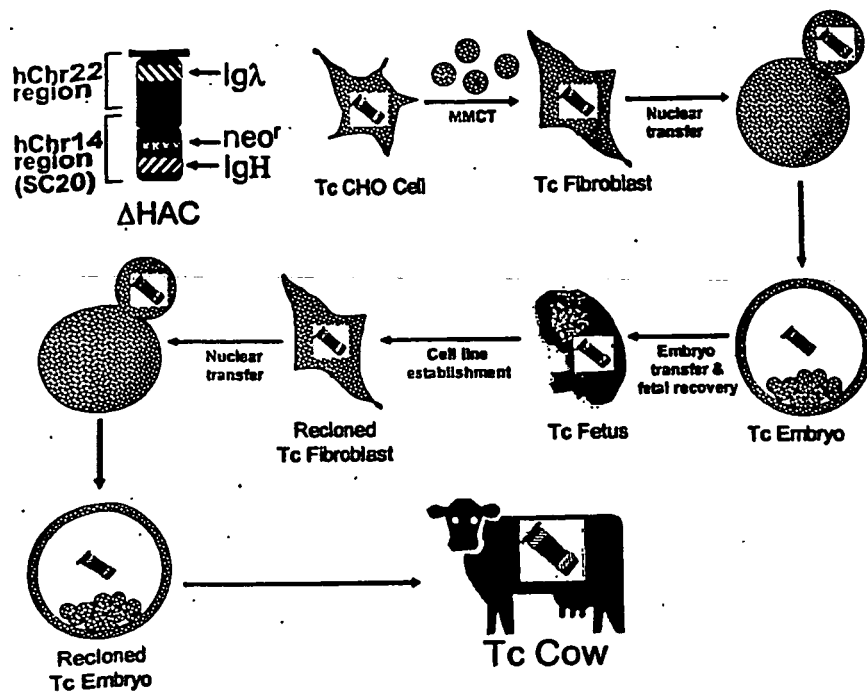 hChr22
region
Igλ
hChr14
region
(SC20)
neoʳ
IgH
ΔHAC
Tc CHO Cell
MMCT
Tc Fibroblast
Nuclear
transfer
Nuclear
transfer
Recloned
Tc Fibroblast
Cell line
establishment
Tc Fetus
Embryo
transfer &
fetal recovery
Tc Embryo
Recloned
Tc Embryo
Tc Cow